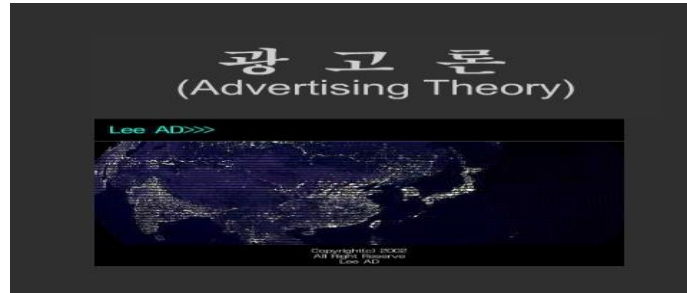 광 고 론
(Advertising Theory)
Lee AD>>>
Copyright(c) 2002
All Right Reserve
Lee AD